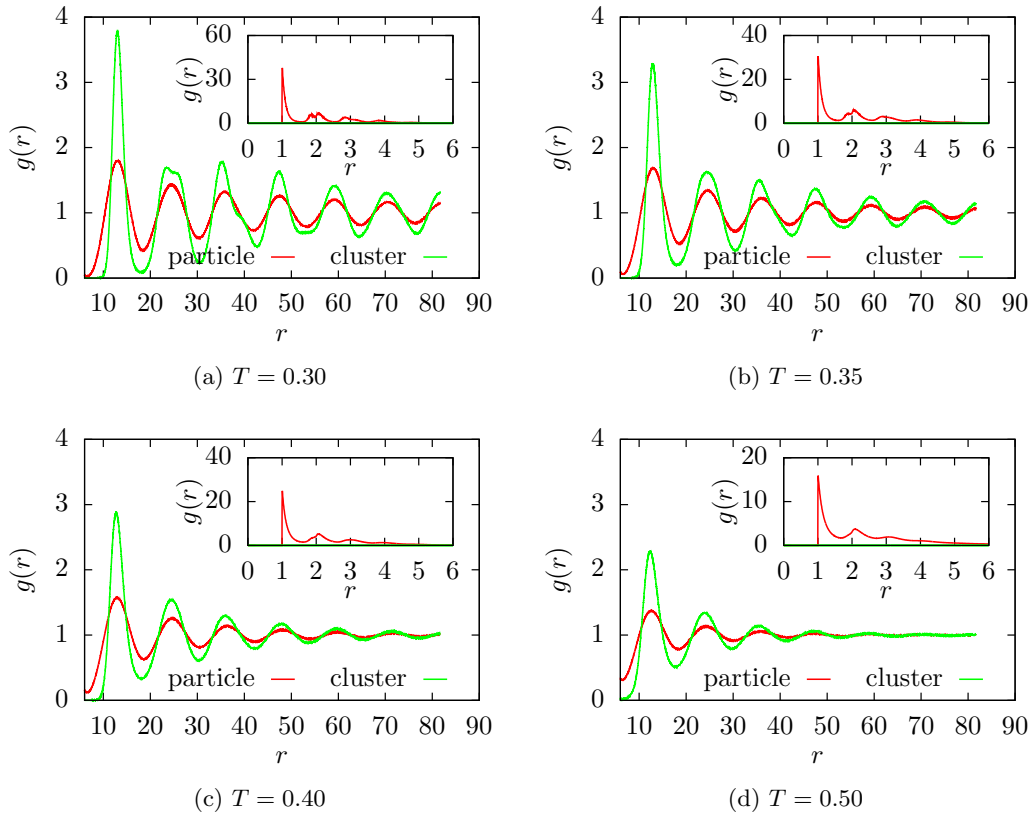 4
3
2
1
0
g(r)
10 20 30 40 50 60 70 80 90
r
particle
cluster
60
30
0
g(r)
0 1 2 3 4 5 6
r
(a) T = 0.30
4
3
2
1
0
g(r)
10 20 30 40 50 60 70 80 90
r
particle
cluster
40
20
0
g(r)
0 1 2 3 4 5 6
r
(b) T = 0.35
4
3
2
1
0
g(r)
10 20 30 40 50 60 70 80 90
r
particle
cluster
40
20
0
g(r)
0 1 2 3 4 5 6
r
(c) T = 0.40
4
3
2
1
0
g(r)
10 20 30 40 50 60 70 80 90
r
particle
cluster
20
10
0
g(r)
0 1 2 3 4 5 6
r
(d) T = 0.50